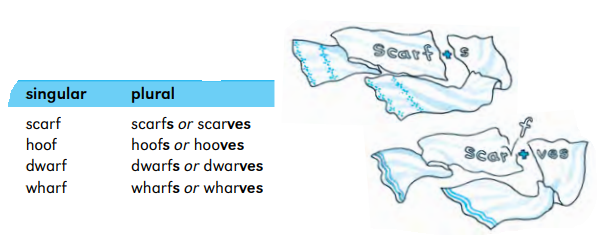 singular plural
scarf scarfs or scarves
hoof hoofs or hooves
dwarf dwarfs or dwarves
wharf wharfs or wharves
scarf + s
f
scar + ves